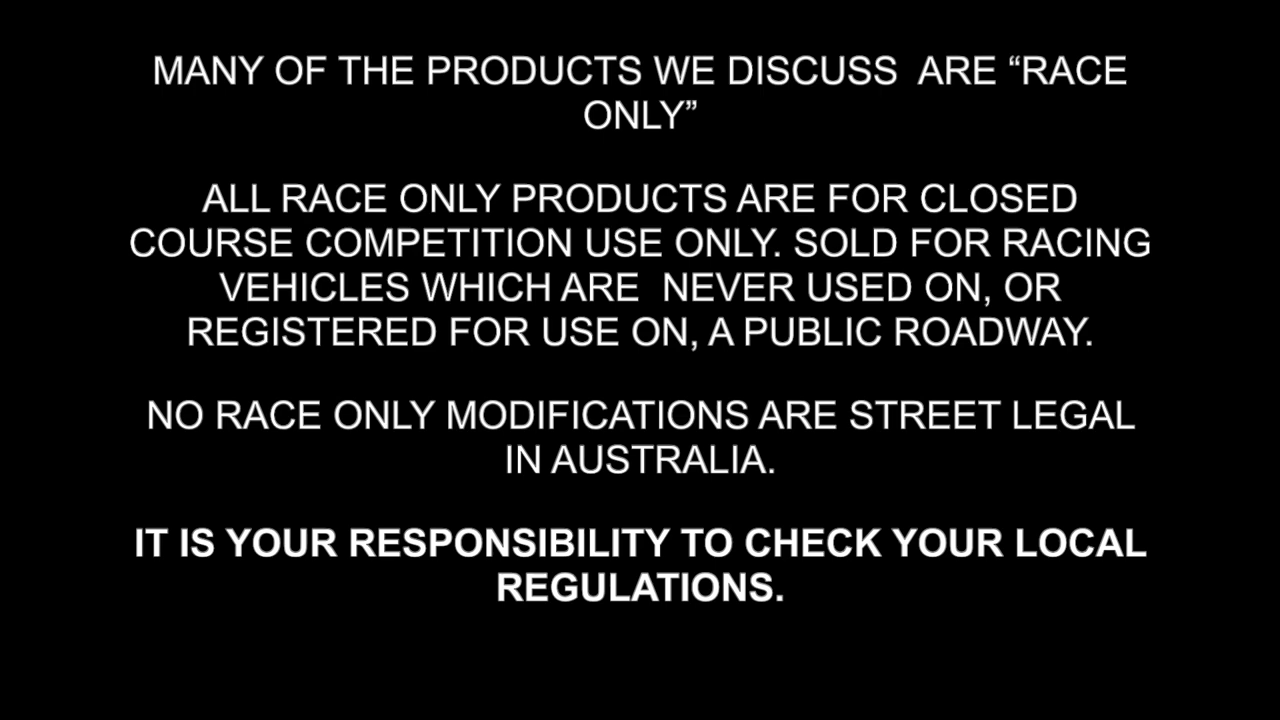 MANY OF THE PRODUCTS WE DISCUSS  ARE “RACE
ONLY”
ALL RACE ONLY PRODUCTS ARE FOR CLOSED
COURSE COMPETITION USE ONLY. SOLD FOR RACING
VEHICLES WHICH ARE  NEVER USED ON, OR
REGISTERED FOR USE ON, A PUBLIC ROADWAY.
NO RACE ONLY MODIFICATIONS ARE STREET LEGAL
IN AUSTRALIA.
IT IS YOUR RESPONSIBILITY TO CHECK YOUR LOCAL
REGULATIONS.